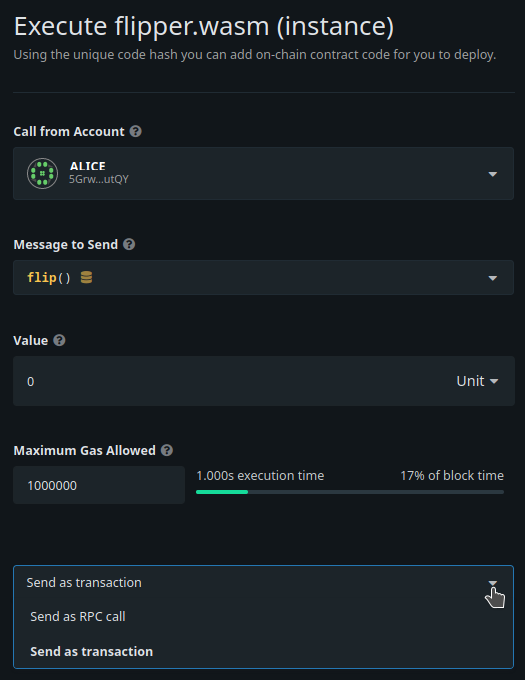 Execute flipper.wasm (instance)
Using the unique code hash you can add on-chain contract code for you to deploy.
Call from Account ?
ALICE
5Grw...utQY
Message to Send ?
flip()
Value ?
0 Unit
Maximum Gas Allowed ?
1000000 1.000s execution time 17% of block time
Send as transaction
Send as RPC call
Send as transaction